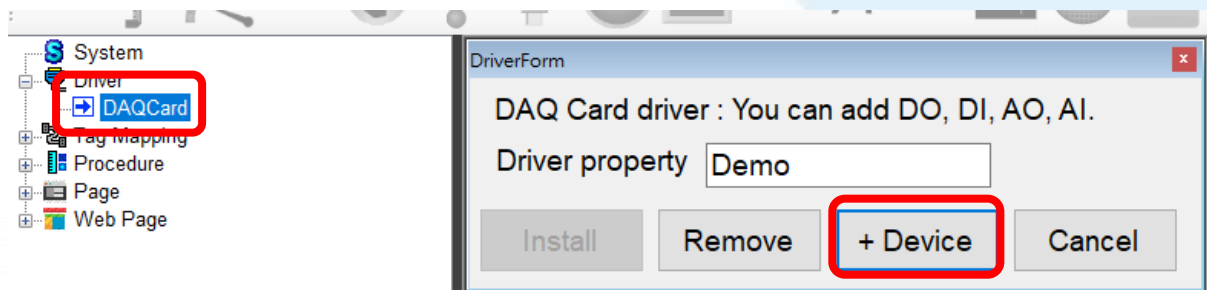 System
Driver
DAQCard
Tag Mapping
Procedure
Page
Web Page
DriverForm
DAQ Card driver : You can add DO, DI, AO, AI.
Driver property Demo
Install Remove + Device Cancel